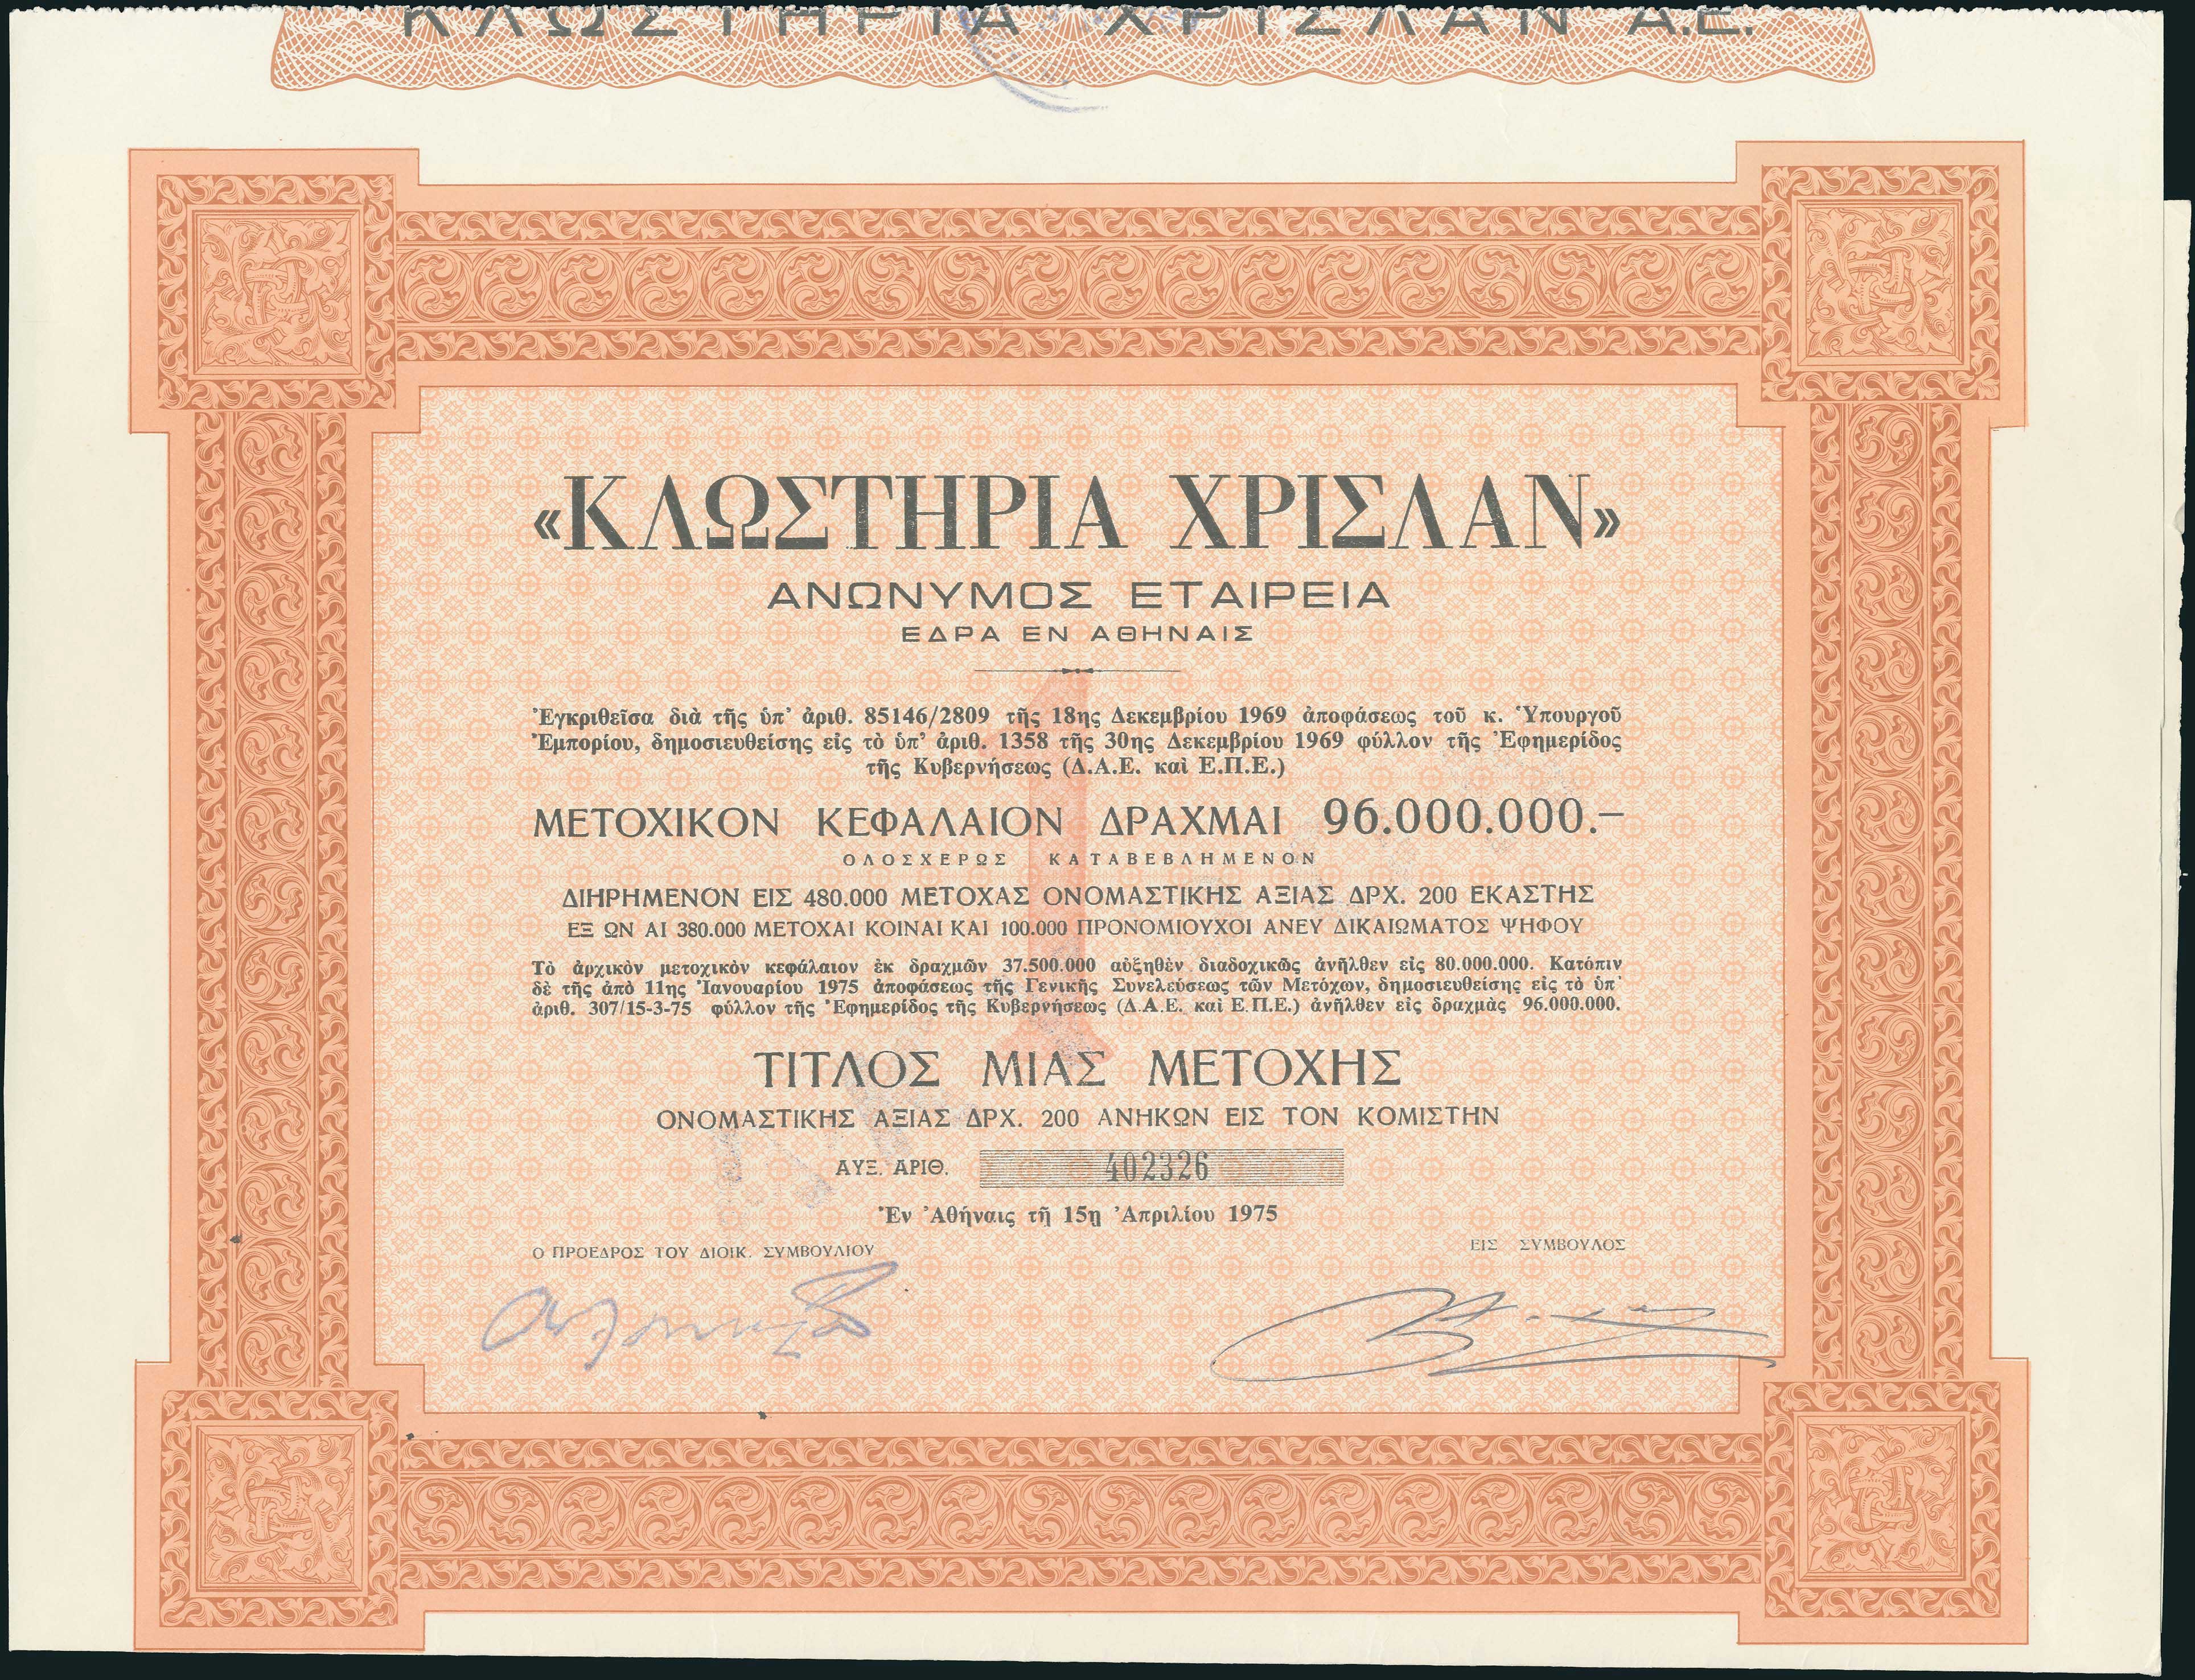 ΚΛΩΣΤΗΡΙΑ ΧΡΙΣΛΑΝ Α.Ε.
«ΚΛΩΣΤΗΡΙΑ ΧΡΙΣΛΑΝ»
ΑΝΩΝΥΜΟΣ ΕΤΑΙΡΕΙΑ
ΕΔΡΑ ΕΝ ΑΘΗΝΑΙΣ
Ἐγκριθεῖσα διὰ τῆς ὑπ' ἀριθ. 85146/2809 τῆς 18ης Δεκεμβρίου 1969 ἀποφάσεως τοῦ κ. Ὑπουργοῦ
Ἐμπορίου, δημοσιευθείσης εἰς τὸ ὑπ' ἀριθ. 1358 τῆς 30ης Δεκεμβρίου 1969 φύλλον τῆς Ἐφημερίδος
τῆς Κυβερνήσεως (Δ.Α.Ε. καὶ Ε.Π.Ε.)
ΜΕΤΟΧΙΚΟΝ ΚΕΦΑΛΑΙΟΝ ΔΡΑΧΜΑΙ 96.000.000.–
ΟΛΟΣΧΕΡΩΣ ΚΑΤΑΒΕΒΛΗΜΕΝΟΝ
ΔΙΗΡΗΜΕΝΟΝ ΕΙΣ 480.000 ΜΕΤΟΧΑΣ ΟΝΟΜΑΣΤΙΚΗΣ ΑΞΙΑΣ ΔΡΧ. 200 ΕΚΑΣΤΗΣ
ΕΞ ΩΝ ΑΙ 380.000 ΜΕΤΟΧΑΙ ΚΟΙΝΑΙ ΚΑΙ 100.000 ΠΡΟΝΟΜΙΟΥΧΟΙ ΑΝΕΥ ΔΙΚΑΙΩΜΑΤΟΣ ΨΗΦΟΥ
Τὸ ἀρχικὸν μετοχικὸν κεφάλαιον ἐκ δραχμῶν 37.500.000 αὐξηθὲν διαδοχικῶς ἀνῆλθεν εἰς 80.000.000. Κατόπιν
δὲ τῆς ἀπὸ 11ης Ἰανουαρίου 1975 ἀποφάσεως τῆς Γενικῆς Συνελεύσεως τῶν Μετόχων, δημοσιευθείσης εἰς τὸ ὑπ'
ἀριθ. 307/15-3-75 φύλλον τῆς Ἐφημερίδος τῆς Κυβερνήσεως (Δ.Α.Ε. καὶ Ε.Π.Ε.) ἀνῆλθεν εἰς δραχμὰς 96.000.000.
1
ΤΙΤΛΟΣ ΜΙΑΣ ΜΕΤΟΧΗΣ
ΟΝΟΜΑΣΤΙΚΗΣ ΑΞΙΑΣ ΔΡΧ. 200 ΑΝΗΚΩΝ ΕΙΣ ΤΟΝ ΚΟΜΙΣΤΗΝ
ΑΥΞ. ΑΡΙΘ. 402326
Ἐν Ἀθήναις τῇ 15ῃ Ἀπριλίου 1975
Ο ΠΡΟΕΔΡΟΣ ΤΟΥ ΔΙΟΙΚ. ΣΥΜΒΟΥΛΙΟΥ
ΕΙΣ ΣΥΜΒΟΥΛΟΣ